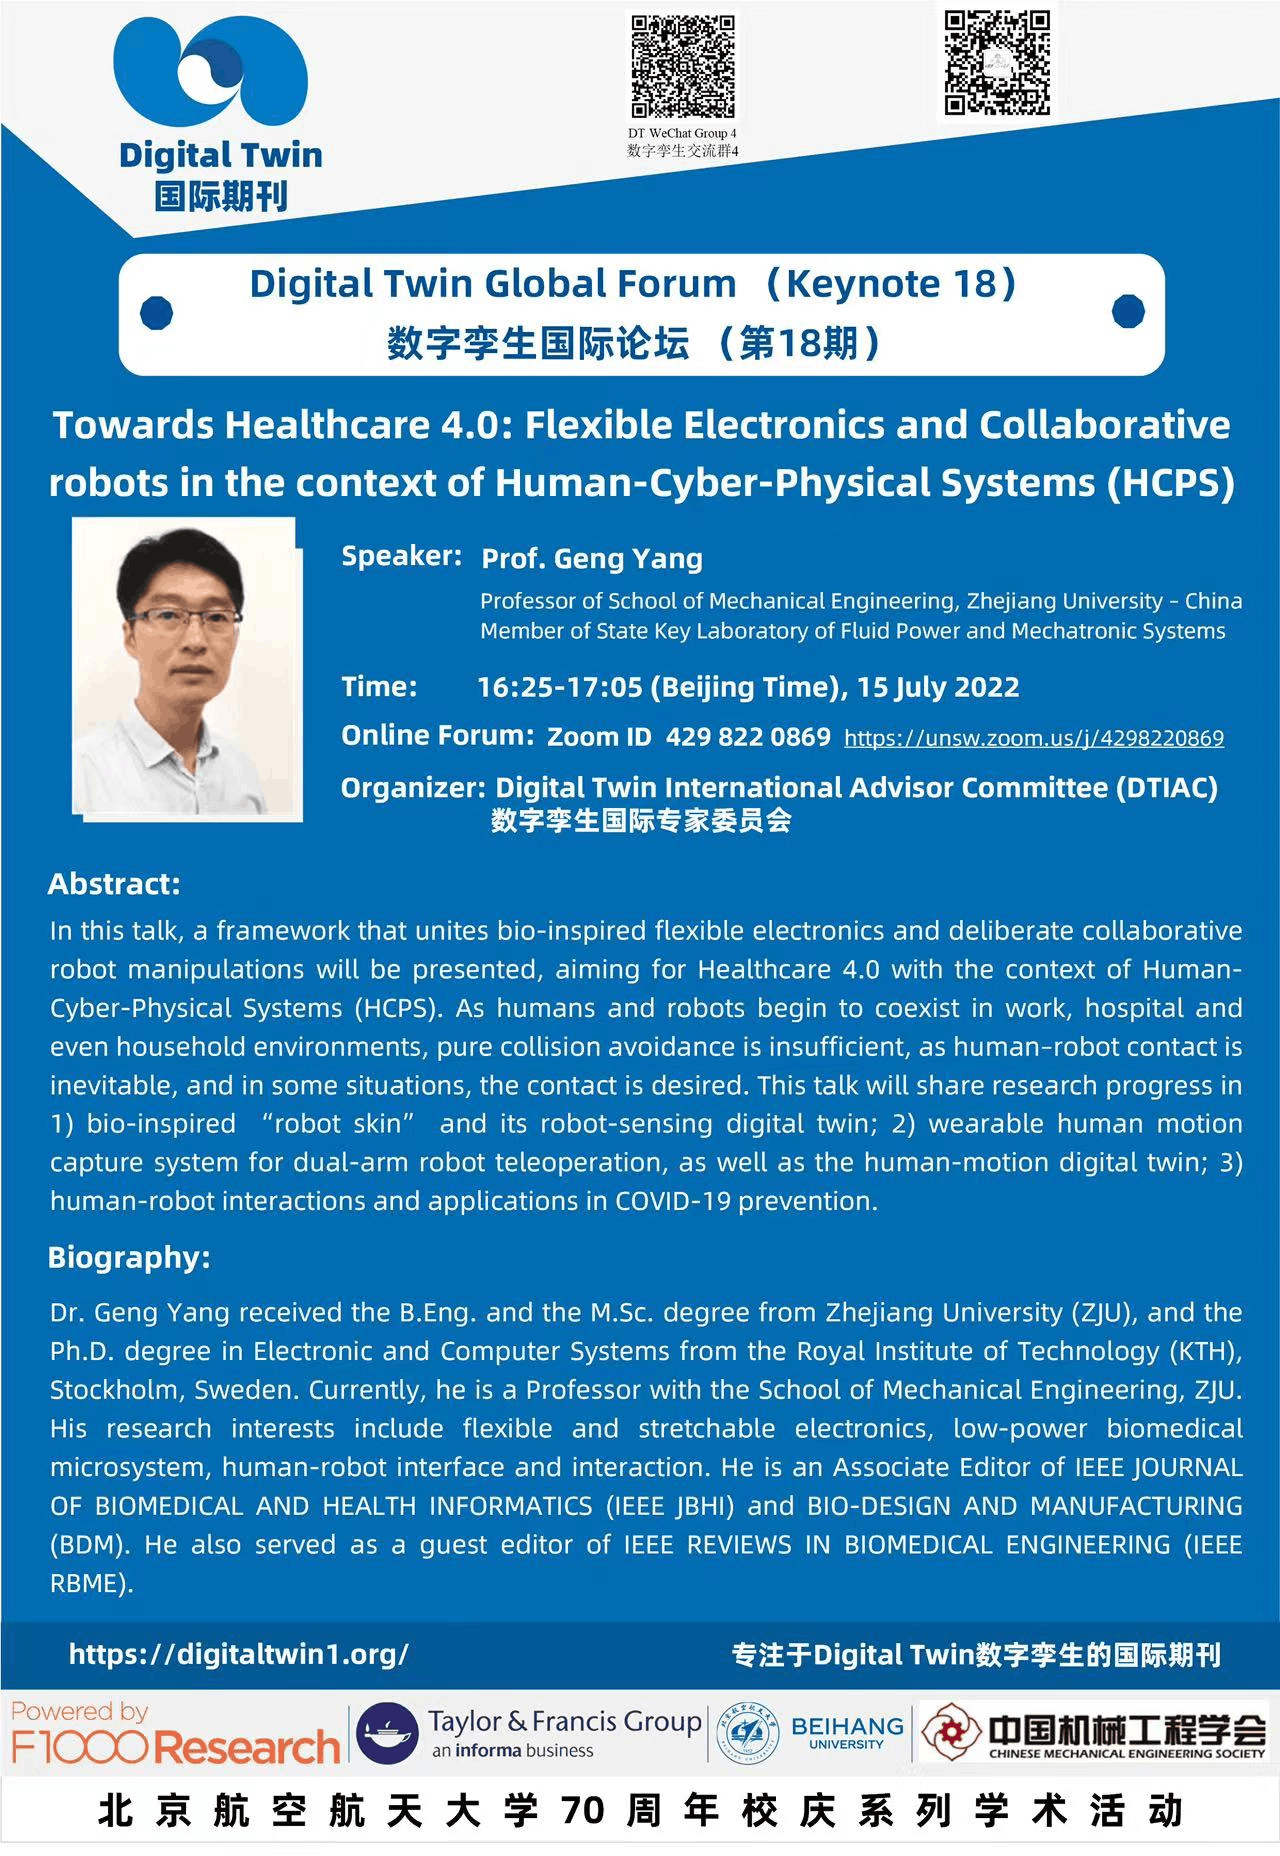 Digital Twin
国际期刊
DT WeChat Group 4
数字孪生交流群4
Digital Twin Global Forum （Keynote 18）
数字孪生国际论坛 （第18期）
Towards Healthcare 4.0: Flexible Electronics and Collaborative
robots in the context of Human-Cyber-Physical Systems (HCPS)
Speaker: Prof. Geng Yang
Professor of School of Mechanical Engineering, Zhejiang University – China
Member of State Key Laboratory of Fluid Power and Mechatronic Systems
Time: 16:25-17:05 (Beijing Time), 15 July 2022
Online Forum: Zoom ID 429 822 0869 https://unsw.zoom.us/j/4298220869
Organizer: Digital Twin International Advisor Committee (DTIAC)
数字孪生国际专家委员会
Abstract:
In this talk, a framework that unites bio-inspired flexible electronics and deliberate collaborative
robot manipulations will be presented, aiming for Healthcare 4.0 with the context of Human-
Cyber-Physical Systems (HCPS). As humans and robots begin to coexist in work, hospital and
even household environments, pure collision avoidance is insufficient, as human–robot contact is
inevitable, and in some situations, the contact is desired. This talk will share research progress in
1) bio-inspired “robot skin” and its robot-sensing digital twin; 2) wearable human motion
capture system for dual-arm robot teleoperation, as well as the human-motion digital twin; 3)
human-robot interactions and applications in COVID-19 prevention.
Biography:
Dr. Geng Yang received the B.Eng. and the M.Sc. degree from Zhejiang University (ZJU), and the
Ph.D. degree in Electronic and Computer Systems from the Royal Institute of Technology (KTH),
Stockholm, Sweden. Currently, he is a Professor with the School of Mechanical Engineering, ZJU.
His research interests include flexible and stretchable electronics, low-power biomedical
microsystem, human-robot interface and interaction. He is an Associate Editor of IEEE JOURNAL
OF BIOMEDICAL AND HEALTH INFORMATICS (IEEE JBHI) and BIO-DESIGN AND MANUFACTURING
(BDM). He also served as a guest editor of IEEE REVIEWS IN BIOMEDICAL ENGINEERING (IEEE
RBME).
https://digitaltwin1.org/ 专注于Digital Twin数字孪生的国际期刊
Powered by
F1000Research
Taylor & Francis Group
an informa business
BEIHANG
UNIVERSITY
中国机械工程学会
CHINESE MECHANICAL ENGINEERING SOCIETY
北京航空航天大学70周年校庆系列学术活动